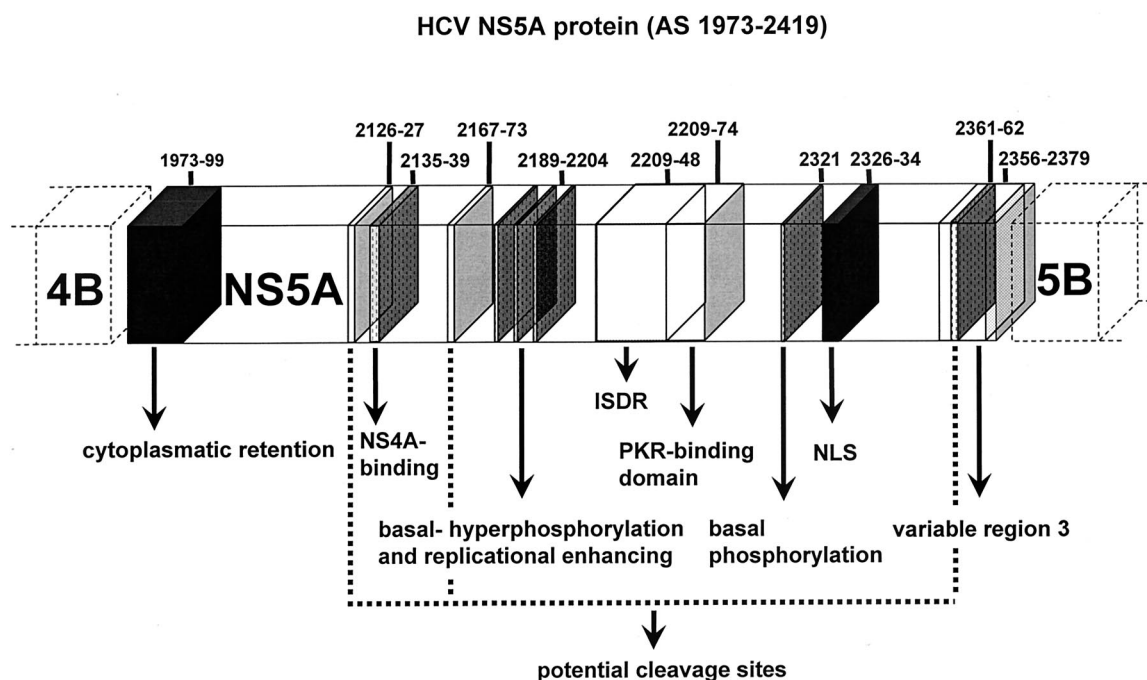 HCV NS5A protein (AS 1973-2419)
2126-27
2167-73
2209-74
2361-62
1973-99
2135-39
2189-2204
2209-48
2321
2326-34
2356-2379
4B
NS5A
5B
ISDR
cytoplasmatic retention
NS4A-
binding
PKR-binding
domain
NLS
basal- hyperphosphorylation
and replicational enhancing
basal
phosphorylation
variable region 3
potential cleavage sites